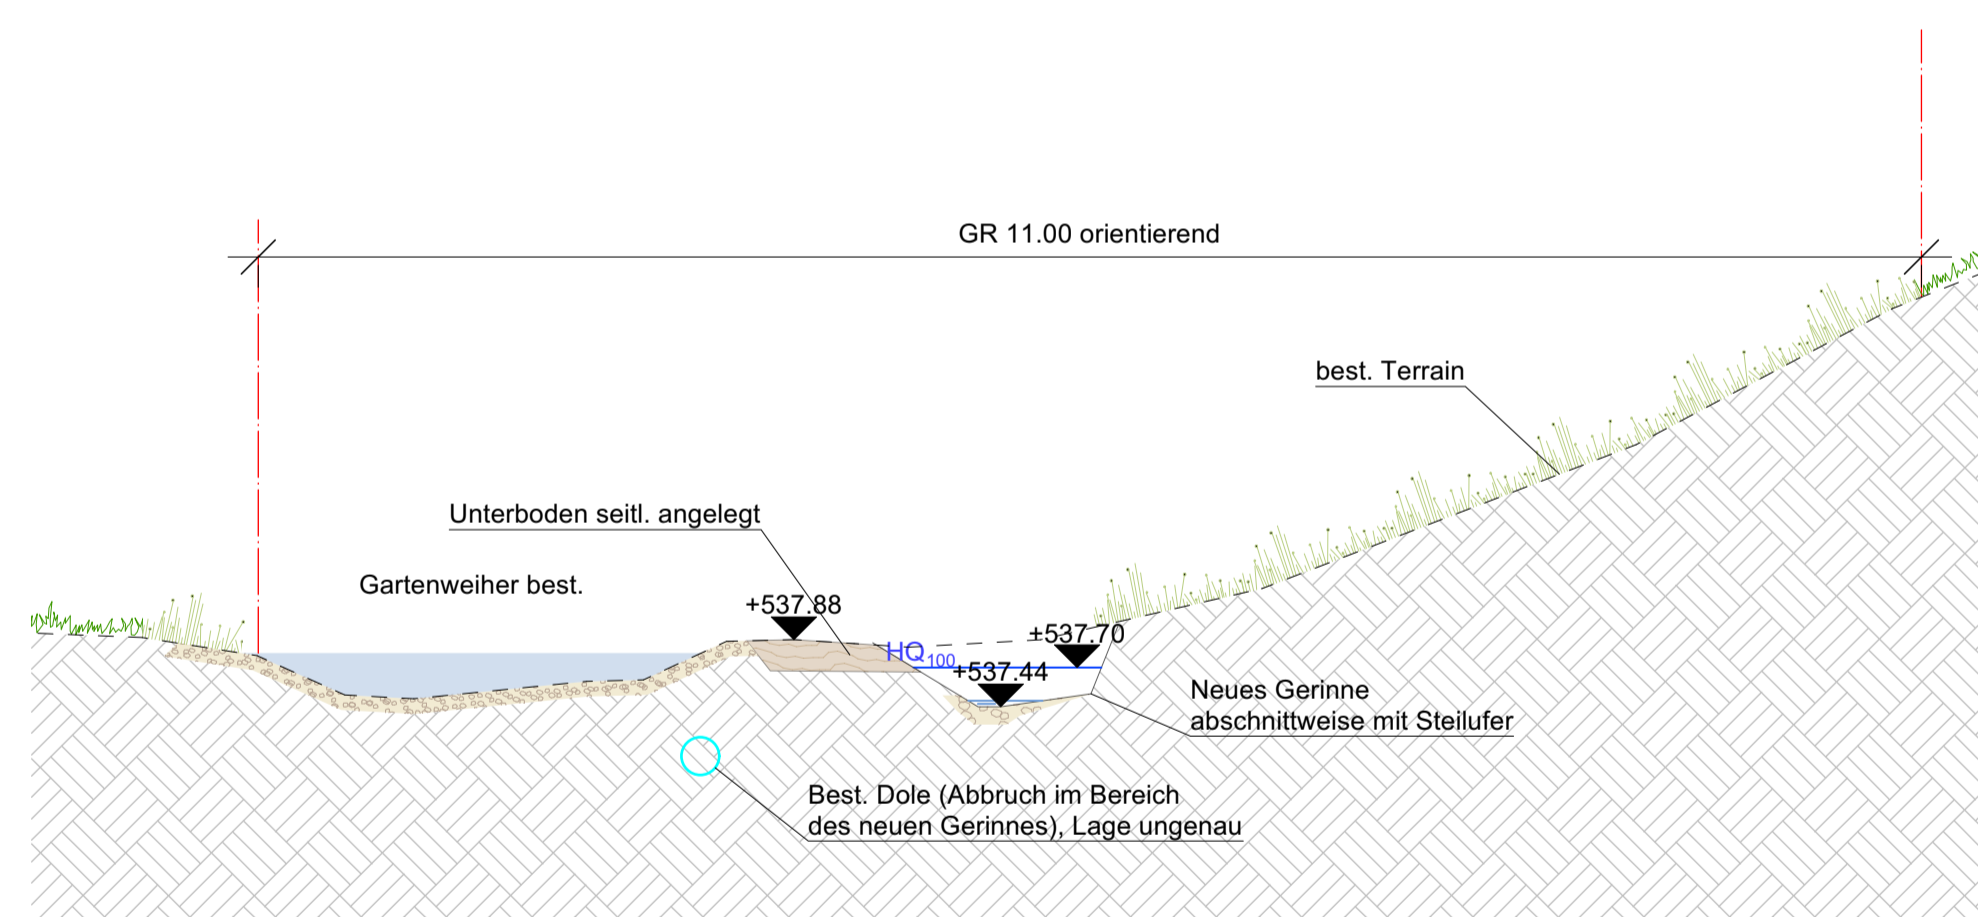 GR 11.00 orientierend
best. Terrain
Unterboden seitl. angelegt
Gartenweiher best.
+537.88
+537.70
HQ100
+537.44
Neues Gerinne
abschnittweise mit Steilufer
Best. Dole (Abbruch im Bereich
des neuen Gerinnes), Lage ungenau